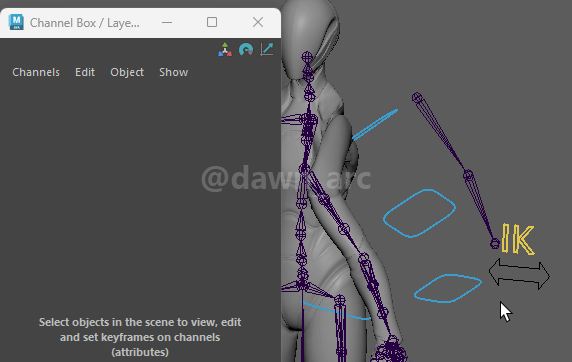 Channel Box / Laye...
Channels Edit Object Show
@dawn_arc
IK
Select objects in the scene to view, edit
and set keyframes on channels
(attributes)